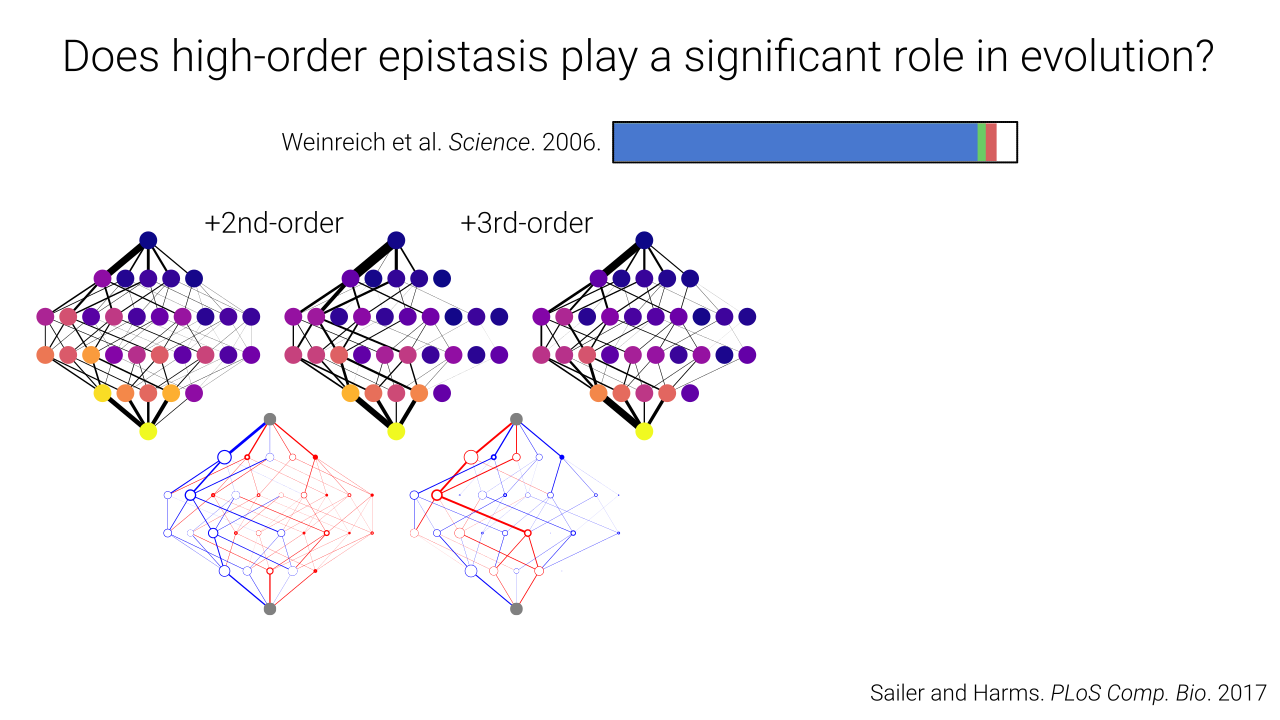 Does high-order epistasis play a significant role in evolution?
Weinreich et al. Science. 2006.
+2nd-order
+3rd-order
Sailer and Harms. PLoS Comp. Bio. 2017